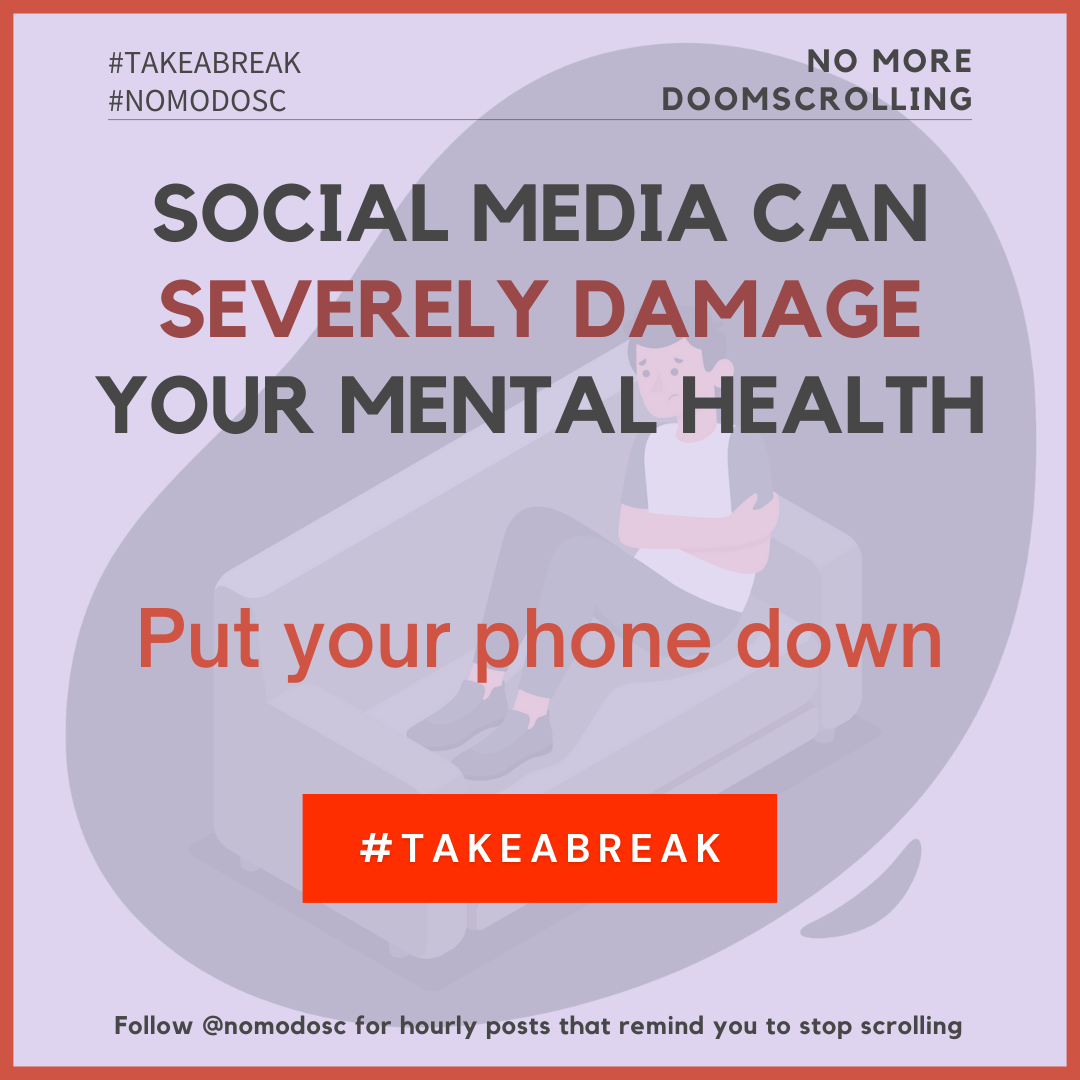 #TAKEABREAK
#NOMODOSC
NO MORE
DOOMSCROLLING
SOCIAL MEDIA CAN
SEVERELY DAMAGE
YOUR MENTAL HEALTH
Put your phone down
#TAKEABREAK
Follow @nomodosc for hourly posts that remind you to stop scrolling